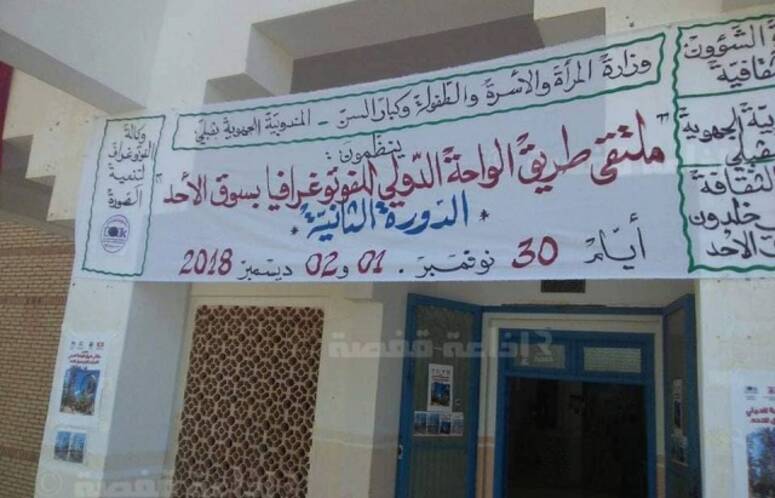 الشؤون
الثقافية
الجهوية
بقبلي
الثقافة
خلدون
الأحد
وزارة المرأة والأسرة والطفولة وكبار السن - المندوبية الجهوية بقبلي
ينظمون:
"ملتقى طريق الواحة الدولي للفوتوغرافيا بسوق الأحد"
* الدورة الثانية *
أيام 30 نوفمبر. 01 و02 ديسمبر 2018
وكالة
الفوتوغراف
لتنمية
الصورة
إذاعة قفصة